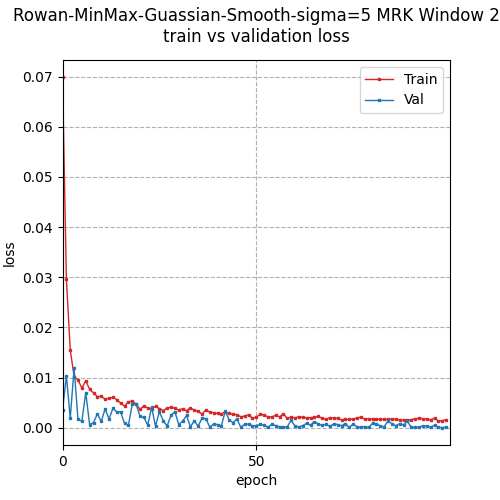 Rowan-MinMax-Guassian-Smooth-sigma=5 MRK Window 2
train vs validation loss
Train
Val
0.07
0.06
0.05
0.04
0.03
0.02
0.01
0.00
loss
0
50
epoch